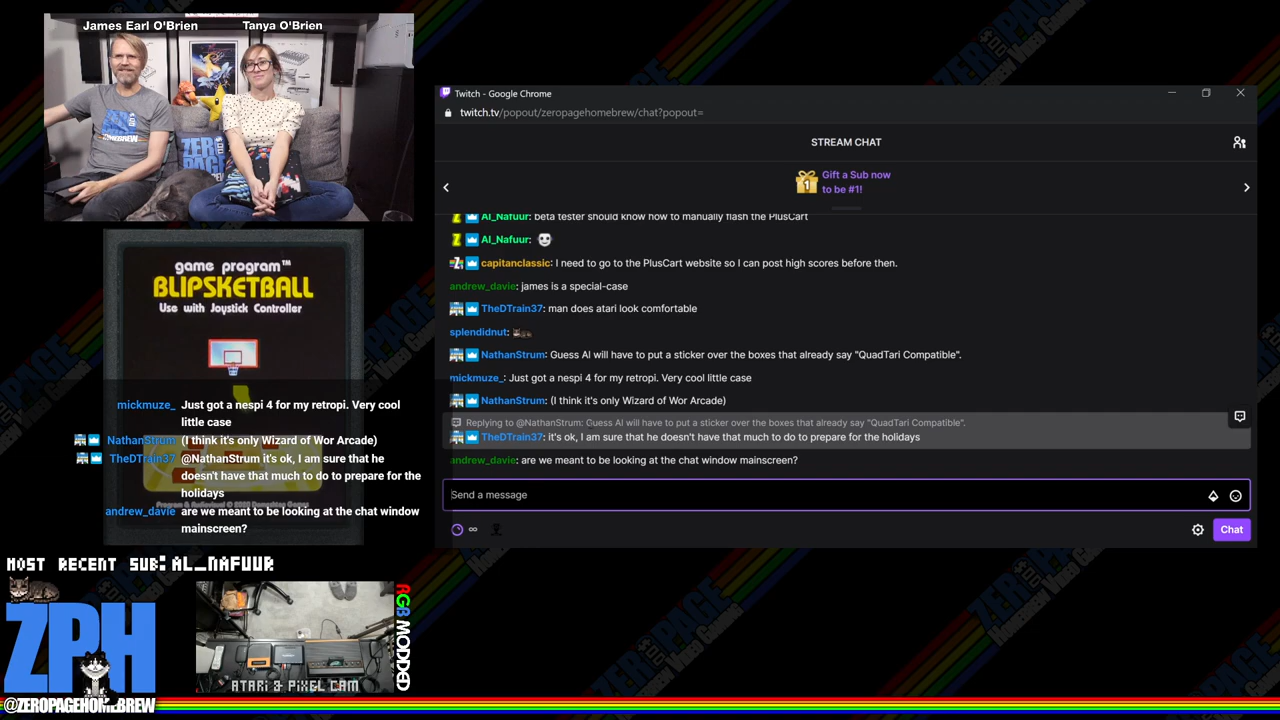 James Earl O'Brien
Tanya O'Brien
game program™
BLIPSKETBALL
Use with Joystick Controller
mickmuze_ Just got a nespi 4 for my retropi. Very cool
little case
NathanStrum (I think it's only Wizard of Wor Arcade)
TheDTrain37 @NathanStrum it's ok, I am sure that he
doesn't have that much to do to prepare for the
holidays
andrew_davie are we meant to be looking at the chat window
mainscreen?
MOST RECENT SUB: AL_NAFUUR
ZPH
@ZEROPAGEHOMEBREW
ATARI & PIXEL CAM
RGB MODDED
Twitch - Google Chrome
twitch.tv/popout/zeropagehomebrew/chat?popout=
STREAM CHAT
Gift a Sub now
to be #1!
1
Al_Nafuur: beta tester should know how to manually flash the PlusCart
Al_Nafuur:
capitanclassic: I need to go to the PlusCart website so I can post high scores before then.
andrew_davie: james is a special-case
TheDTrain37: man does atari look comfortable
splendidnut:
NathanStrum: Guess Al will have to put a sticker over the boxes that already say "QuadTari Compatible".
mickmuze_: Just got a nespi 4 for my retropi. Very cool little case
NathanStrum: (I think it's only Wizard of Wor Arcade)
Replying to @NathanStrum: Guess Al will have to put a sticker over the boxes that already say "QuadTari Compatible".
TheDTrain37: it's ok, I am sure that he doesn't have that much to do to prepare for the holidays
andrew_davie: are we meant to be looking at the chat window mainscreen?
Send a message
Chat